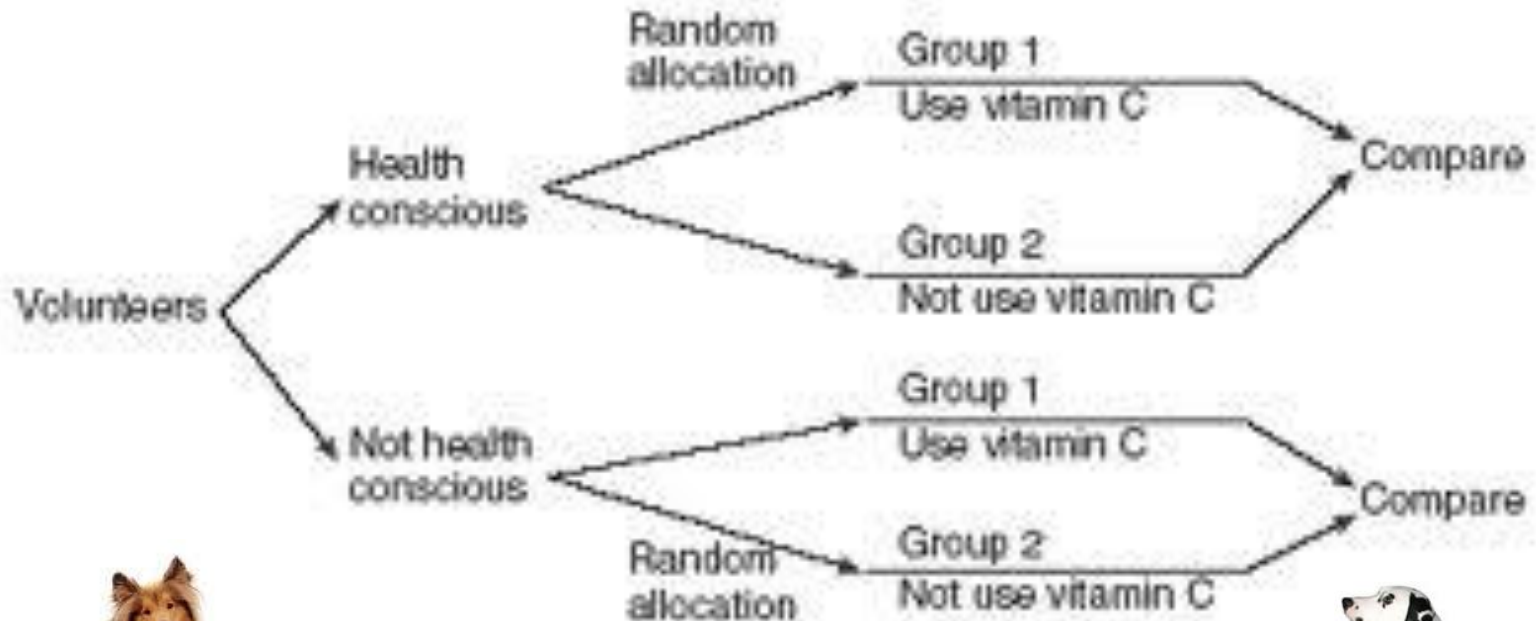 Volunteers
Health
conscious
Random
allocation
Group 1
Use vitamin C
Group 2
Not use vitamin C
Compare
Not health
conscious
Random
allocation
Group 1
Use vitamin C
Group 2
Not use vitamin C
Compare